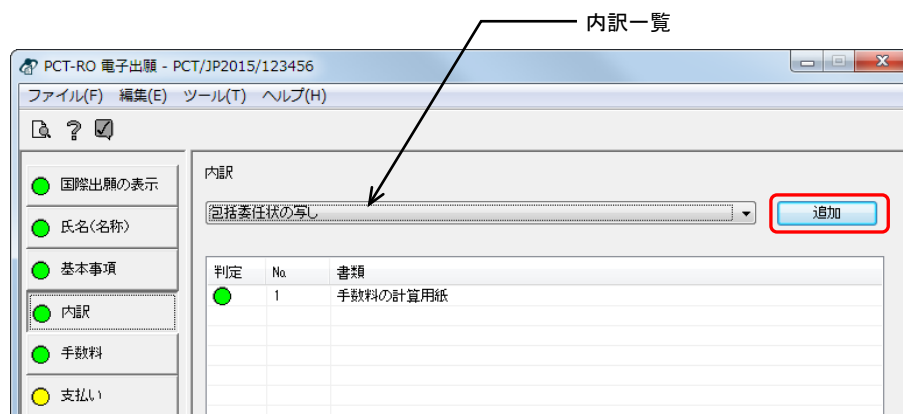 内訳一覧
PCT-RO 電子出願 - PCT/JP2015/123456
ファイル(F) 編集(E) ツール(T) ヘルプ(H)
国際出願の表示
氏名(名称)
基本事項
内訳
手数料
支払い
内訳
包括委任状の写し
追加
判定 No. 書類
1 手数料の計算用紙